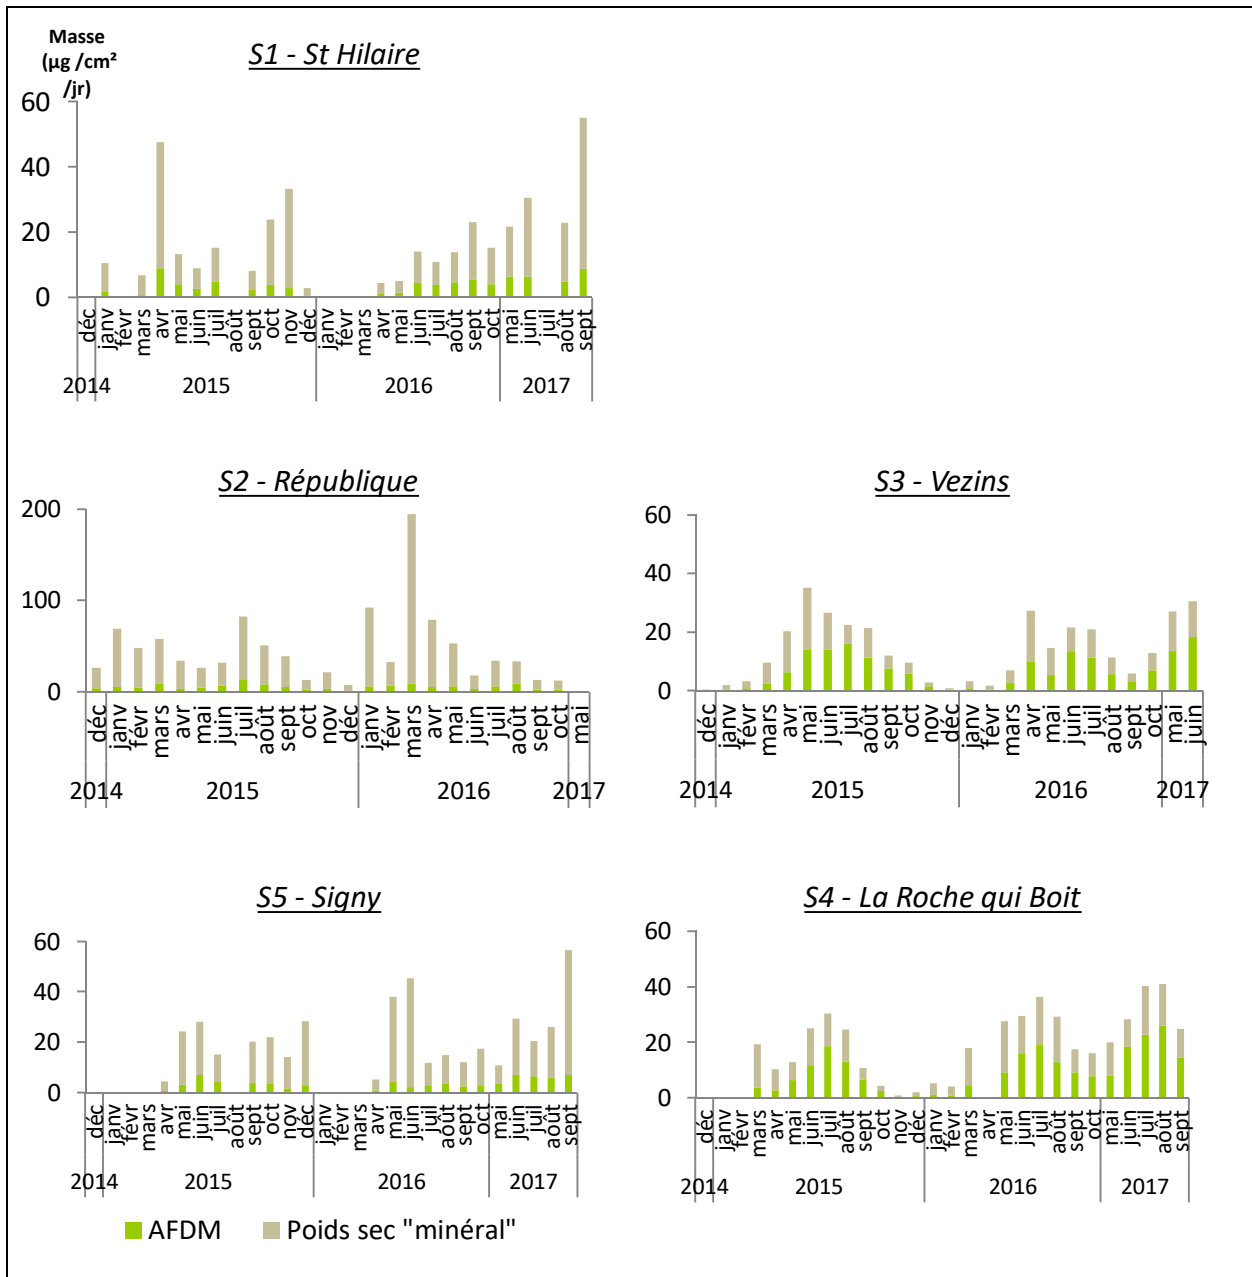 Masse
(µg /cm²
/jr)
S1 - St Hilaire
60
40
20
0
déc janv févr mars avr mai juin juil août sept oct nov déc janv févr mars avr mai juin juil août sept oct mai juin juil août sept
2014 2015 2016 2017
S2 - République
200
100
0
déc janv févr mars avr mai juin juil août sept oct nov déc janv févr mars avr mai juin juil août sept oct mai
2014 2015 2016 2017
S3 - Vezins
60
40
20
0
déc janv févr mars avr mai juin juil août sept oct nov déc janv févr mars avr mai juin juil août sept oct mai juin
2014 2015 2016 2017
S5 - Signy
60
40
20
0
déc janv févr mars avr mai juin juil août sept oct nov déc janv févr mars avr mai juin juil août sept oct mai juin juil août sept
2014 2015 2016 2017
S4 - La Roche qui Boit
60
40
20
0
déc janv févr mars avr mai juin juil août sept oct nov déc janv févr mars avr mai juin juil août sept oct mai juin juil août sept
2014 2015 2016 2017
AFDM Poids sec "minéral"